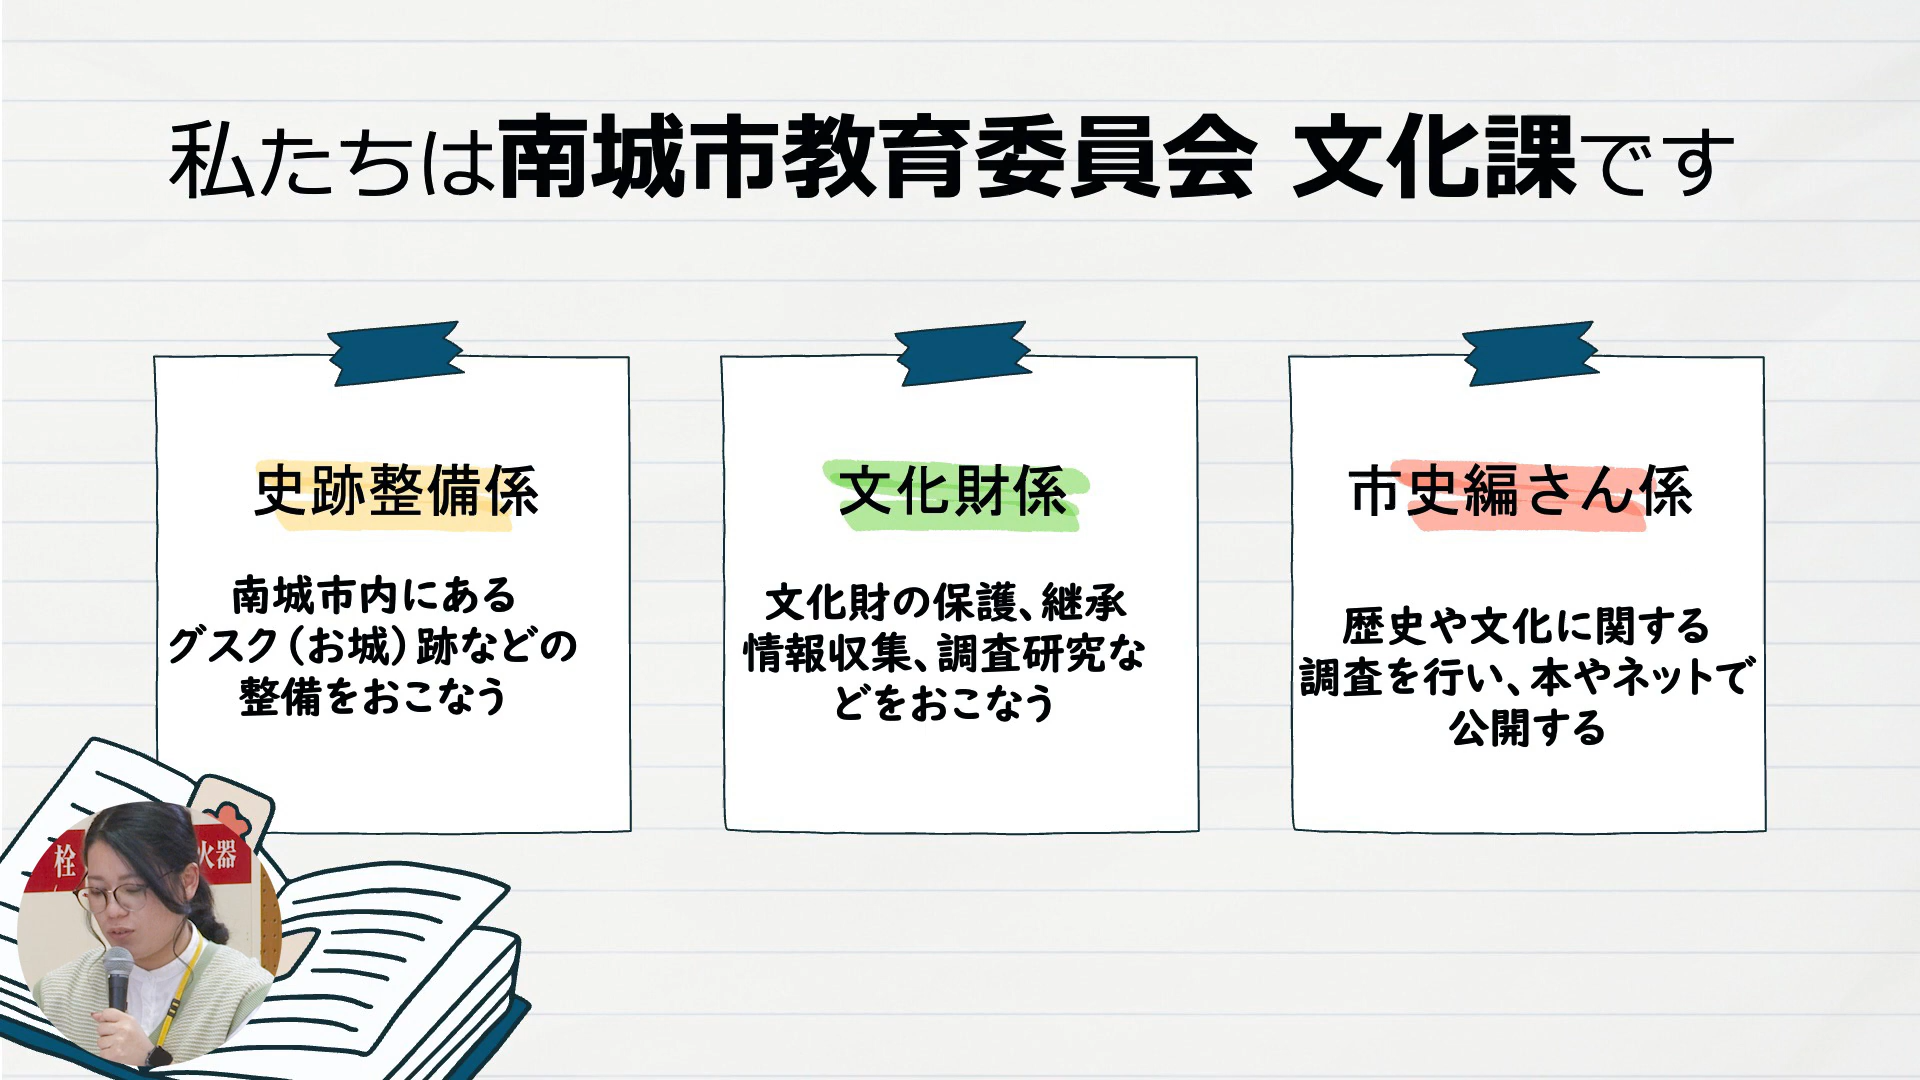 私たちは南城市教育委員会 文化課です
史跡整備係
南城市内にある
グスク(お城)跡などの
整備をおこなう
文化財係
文化財の保護、継承
情報収集、調査研究な
どをおこなう
市史編さん係
歴史や文化に関する
調査を行い、本やネットで
公開する
栓
火器